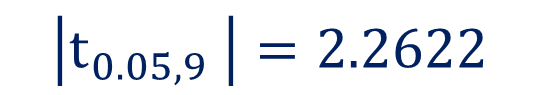 |t₀.₀₅,₉ | = 2.2622